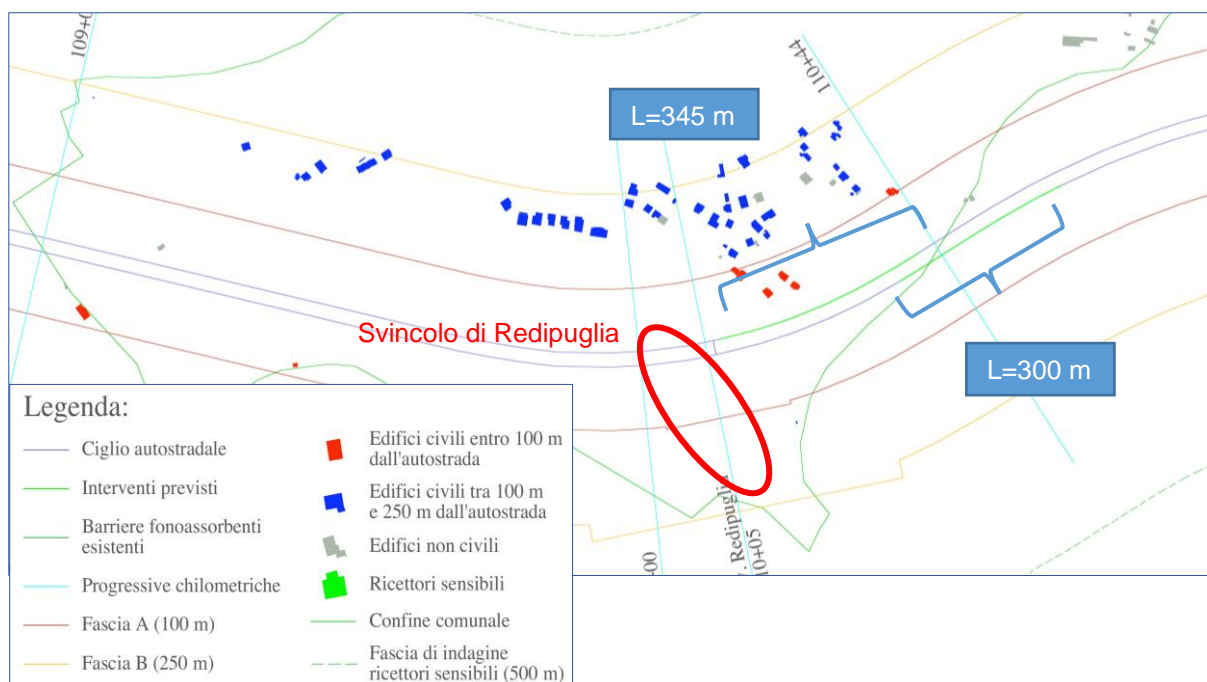 109+0
110+44
L=345 m
Svincolo di Redipuglia
L=300 m
Redipuglia
10+05
-00
Legenda:
Ciglio autostradale
Interventi previsti
Barriere fonoassorbenti
esistenti
Progressive chilometriche
Fascia A (100 m)
Fascia B (250 m)
Edifici civili entro 100 m
dall'autostrada
Edifici civili tra 100 m
e 250 m dall'autostrada
Edifici non civili
Ricettori sensibili
Confine comunale
Fascia di indagine
ricettori sensibili (500 m)